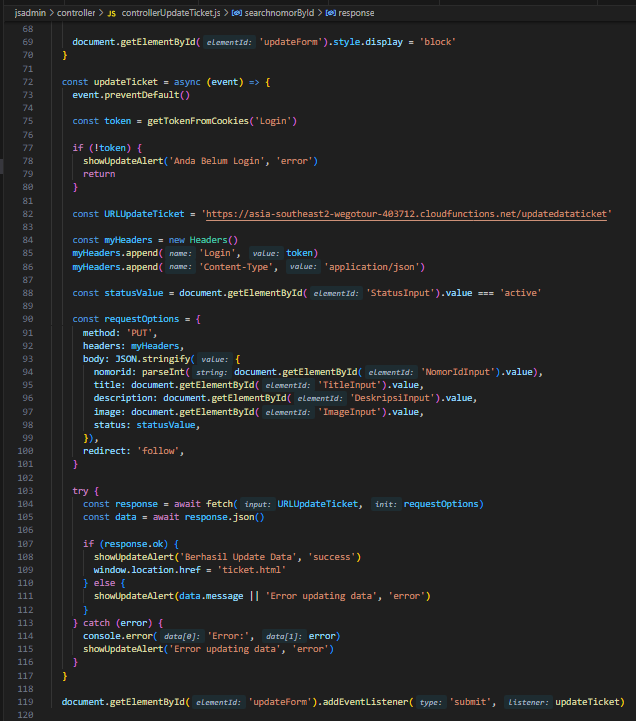 jsadmin > controller > JS controllerUpdateTicket.js > searchnomorById > response
68
69 document.getElementById( elementId: 'updateForm').style.display = 'block'
70 }
71
72 const updateTicket = async (event) => {
73 event.preventDefault()
74
75 const token = getTokenFromCookies('Login')
76
77 if (!token) {
78 showUpdateAlert('Anda Belum Login', 'error')
79 return
80 }
81
82 const URLUpdateTicket = 'https://asia-southeast2-wegotour-403712.cloudfunctions.net/updatedataticket'
83
84 const myHeaders = new Headers()
85 myHeaders.append( name: 'Login', value: token)
86 myHeaders.append( name: 'Content-Type', value: 'application/json')
87
88 const statusValue = document.getElementById( elementId: 'StatusInput').value === 'active'
89
90 const requestOptions = {
91 method: 'PUT',
92 headers: myHeaders,
93 body: JSON.stringify( value: {
94 nomorid: parseInt( string: document.getElementById( elementId: 'NomorIdInput').value),
95 title: document.getElementById( elementId: 'TitleInput').value,
96 description: document.getElementById( elementId: 'DeskripsiInput').value,
97 image: document.getElementById( elementId: 'ImageInput').value,
98 status: statusValue,
99 }),
100 redirect: 'follow',
101 }
102
103 try {
104 const response = await fetch( input: URLUpdateTicket, init: requestOptions)
105 const data = await response.json()
106
107 if (response.ok) {
108 showUpdateAlert('Berhasil Update Data', 'success')
109 window.location.href = 'ticket.html'
110 } else {
111 showUpdateAlert(data.message || 'Error updating data', 'error')
112 }
113 } catch (error) {
114 console.error( data[0]: 'Error:', data[1]: error)
115 showUpdateAlert('Error updating data', 'error')
116 }
117 }
118
119 document.getElementById( elementId: 'updateForm').addEventListener( type: 'submit', listener: updateTicket)
120